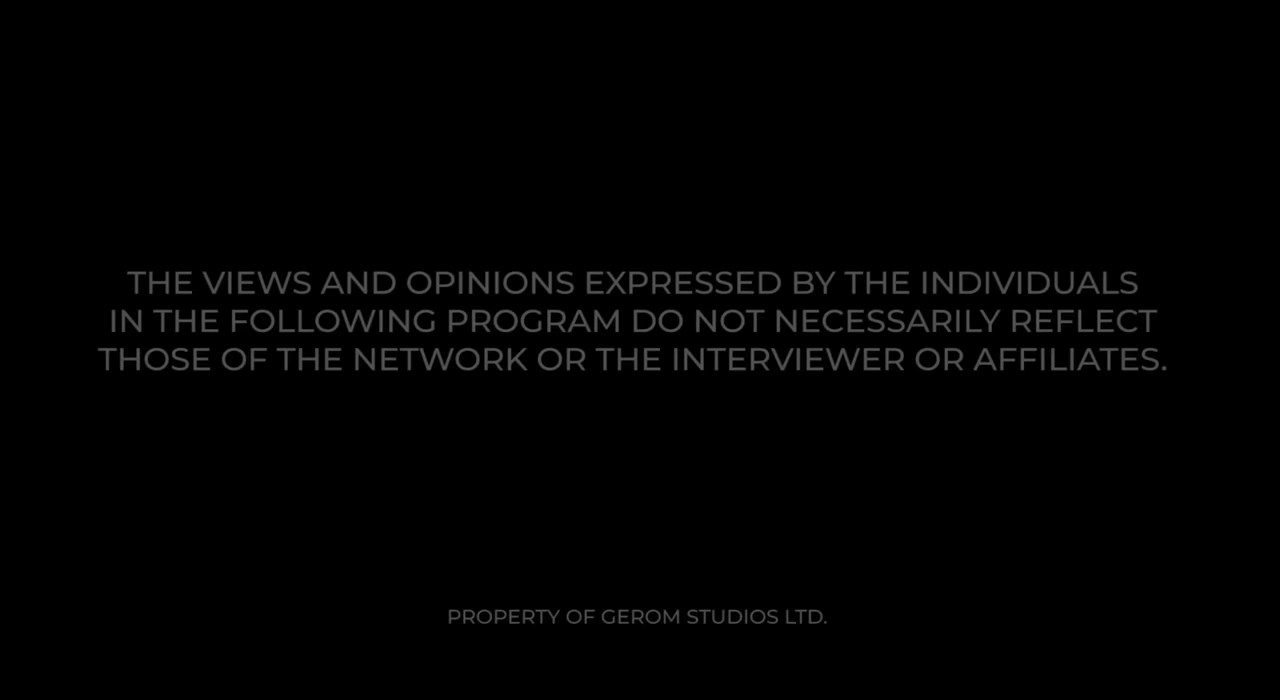 THE VIEWS AND OPINIONS EXPRESSED BY THE INDIVIDUALS
IN THE FOLLOWING PROGRAM DO NOT NECESSARILY REFLECT
THOSE OF THE NETWORK OR THE INTERVIEWER OR AFFILIATES.
PROPERTY OF GEROM STUDIOS LTD.